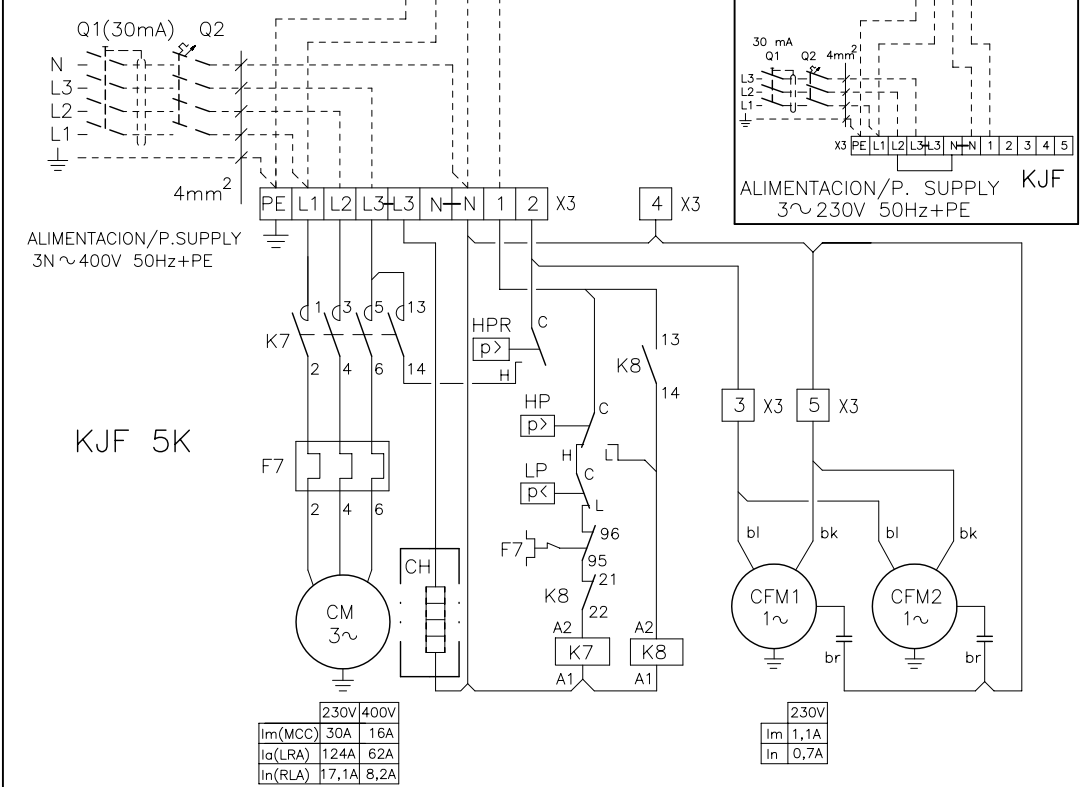 Q1(30mA) Q2
N
L3
L2
L1
4mm2
PE L1 L2 L3 L3 N N 1 2 X3
4 X3
ALIMENTACION/P.SUPPLY
3N ~ 400V 50Hz+PE
30 mA
Q1 Q2 4mm2
L3
L2
L1
X3 PE L1 L2 L3 L3 N N 1 2 3 4 5
ALIMENTACION/P. SUPPLY KJF
3~ 230V 50Hz+PE
K7 1 3 5 13
2 4 6 14
HPR C
p>
H
K8 13
14
HP C
p>
H
LP C
p<
L
3 X3 5 X3
KJF 5K
F7
2 4 6
F7 96
95
K8 21
22
A2 A2
K7 K8
A1 A1
CH
CM
3~
bl bk bl bk
CFM1 CFM2
1~ 1~
br br
230V 400V
Im(MCC) 30A 16A
Ia(LRA) 124A 62A
In(RLA) 17,1A 8,2A
230V
Im 1,1A
In 0,7A